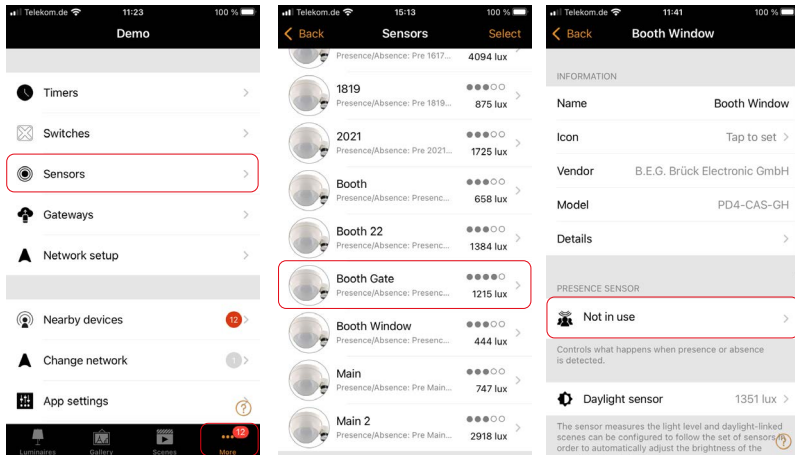 Telekom.de 11:23 100 %
Demo
Timers
Switches
Sensors
Gateways
Network setup
Nearby devices 12
Change network 1
App settings
?
12
Luminaires Gallery Scenes More
Telekom.de 15:13 100 %
Back Sensors Select
Presence/Absence: Pre 1617... 4094 lux
1819
Presence/Absence: Pre 1819... 875 lux
2021
Presence/Absence: Pre 2021... 1725 lux
Booth
Presence/Absence: Presenc... 658 lux
Booth 22
Presence/Absence: Presenc... 1384 lux
Booth Gate
Presence/Absence: Presenc... 1215 lux
Booth Window
Presence/Absence: Presenc... 444 lux
Main
Presence/Absence: Pre Main... 747 lux
Main 2
Presence/Absence: Pre Main... 2918 lux
Telekom.de 11:41 100 %
Back Booth Window
INFORMATION
Name Booth Window
Icon Tap to set
Vendor B.E.G. Brück Electronic GmbH
Model PD4-CAS-GH
Details
PRESENCE SENSOR
Not in use
Controls what happens when presence or absence
is detected.
Daylight sensor 1351 lux
The sensor measures the light level and daylight-linked
scenes can be configured to follow the set of sensors in
order to automatically adjust the brightness of the
?